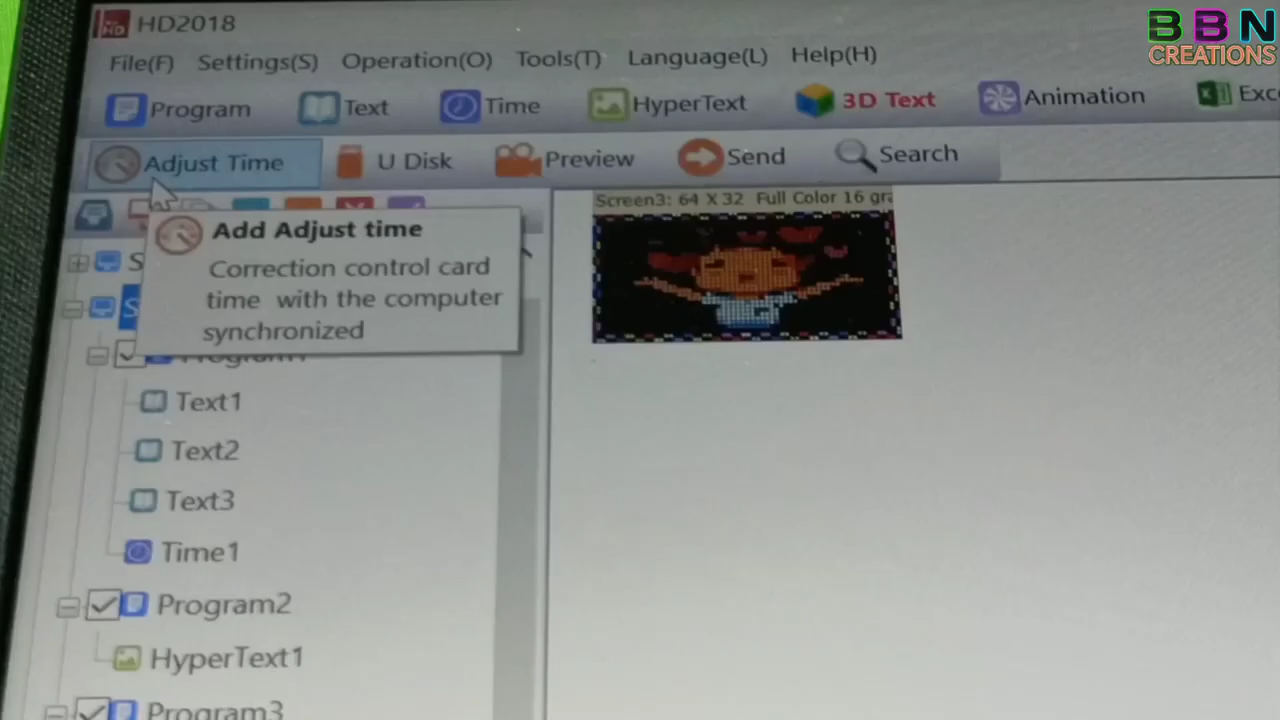 HD2018
BBN
CREATIONS
File(F) Settings(S) Operation(O) Tools(T) Language(L) Help(H)
Program Text Time HyperText 3D Text Animation Exc
Adjust Time U Disk Preview Send Search
Screen3: 64 X 32 Full Color 16 gra
Add Adjust time
Correction control card
time with the computer
synchronized
S
S
Program1
Text1
Text2
Text3
Time1
Program2
HyperText1
Program3